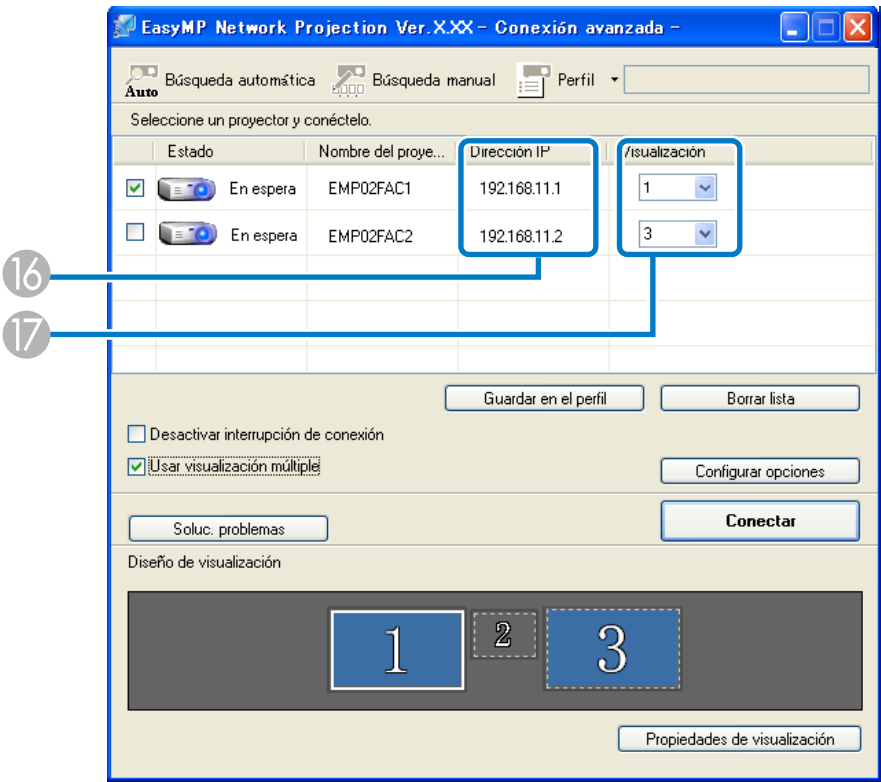 EasyMP Network Projection Ver.X.XX - Conexión avanzada -
Auto Búsqueda automática Búsqueda manual Perfil
Seleccione un proyector y conéctelo.
Estado Nombre del proye... Dirección IP Visualización
En espera EMP02FAC1 192.168.11.1 1
En espera EMP02FAC2 192.168.11.2 3
16
17
Guardar en el perfil Borrar lista
Desactivar interrupción de conexión
Usar visualización múltiple
Configurar opciones
Conectar
Soluc. problemas
Diseño de visualización
1 2 3
Propiedades de visualización